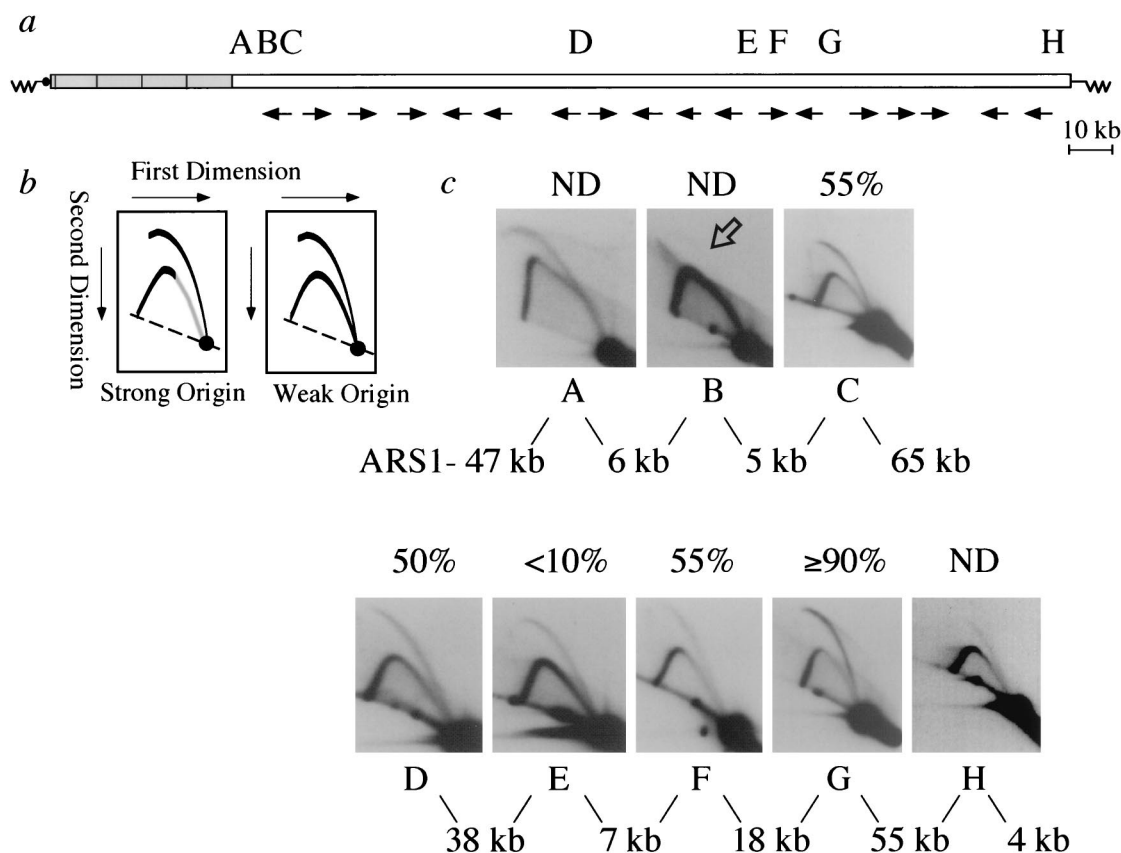 a
A B C D E F G H
10 kb
b
First Dimension
Second Dimension
Strong Origin Weak Origin
c
ND ND 55%
A B C
ARS1- 47 kb 6 kb 5 kb 65 kb
50% <10% 55% ≥90% ND
D E F G H
38 kb 7 kb 18 kb 55 kb 4 kb